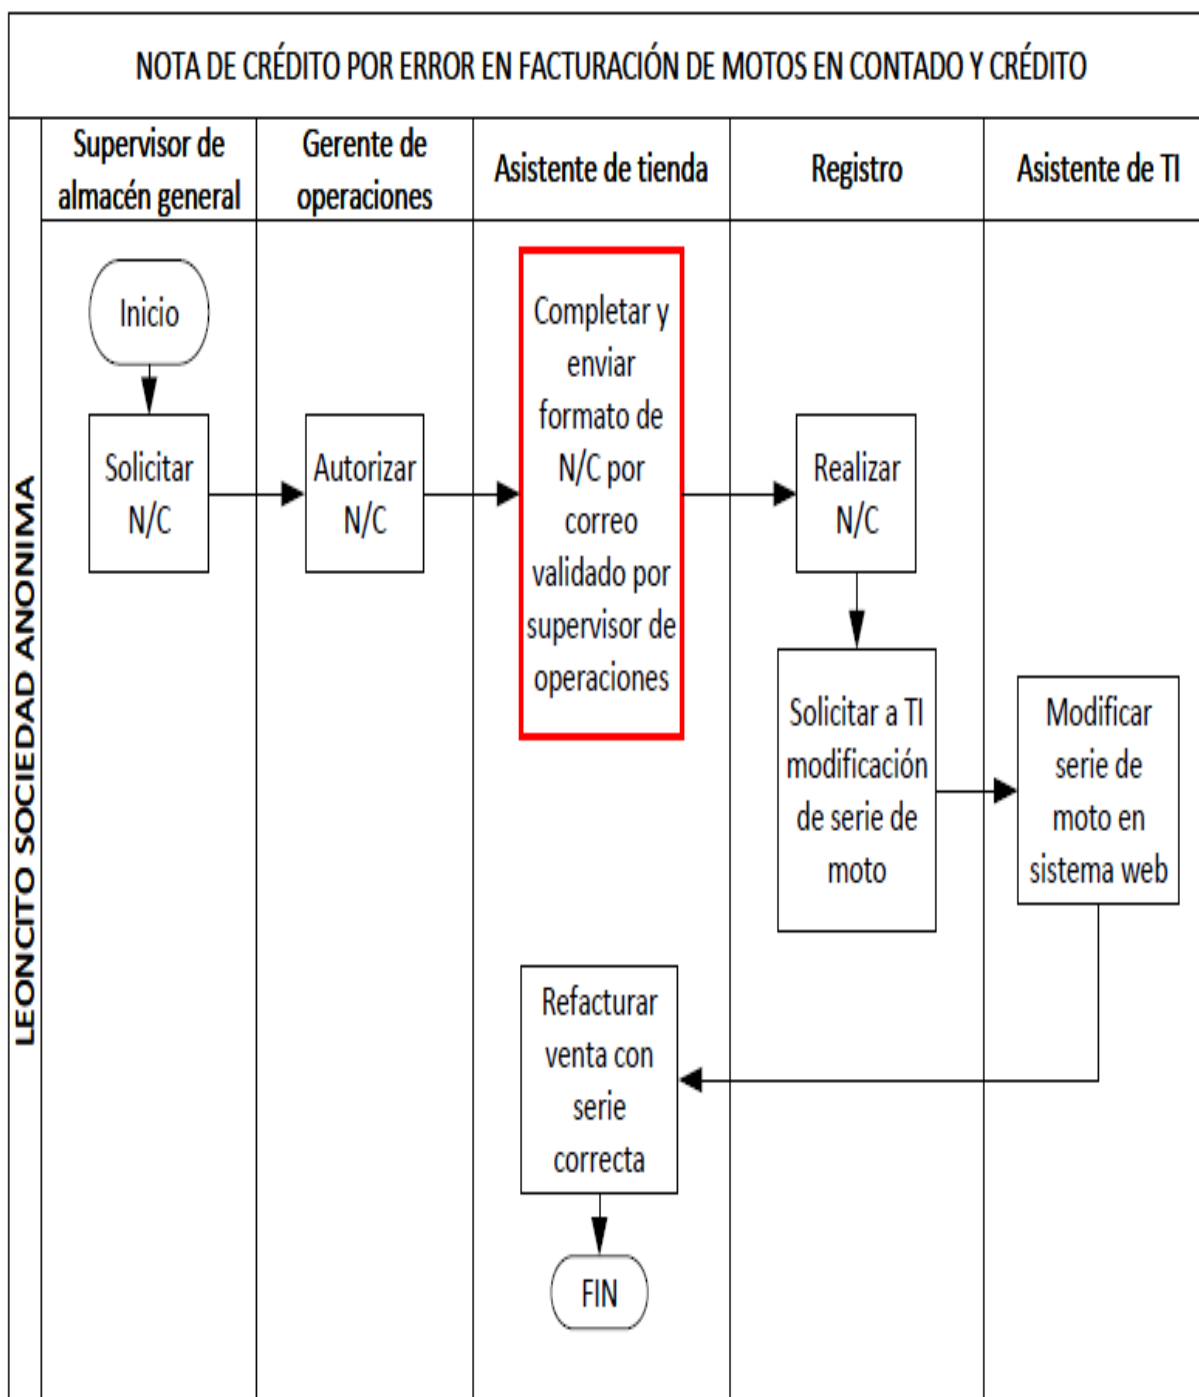 NOTA DE CRÉDITO POR ERROR EN FACTURACIÓN DE MOTOS EN CONTADO Y CRÉDITO
LEONCITO SOCIEDAD ANONIMA
Supervisor de
almacén general
Gerente de
operaciones
Asistente de tienda
Registro
Asistente de TI
Inicio
Solicitar
N/C
Autorizar
N/C
Completar y
enviar
formato de
N/C por
correo
validado por
supervisor de
operaciones
Realizar
N/C
Solicitar a TI
modificación
de serie de
moto
Modificar
serie de
moto en
sistema web
Refacturar
venta con
serie
correcta
FIN